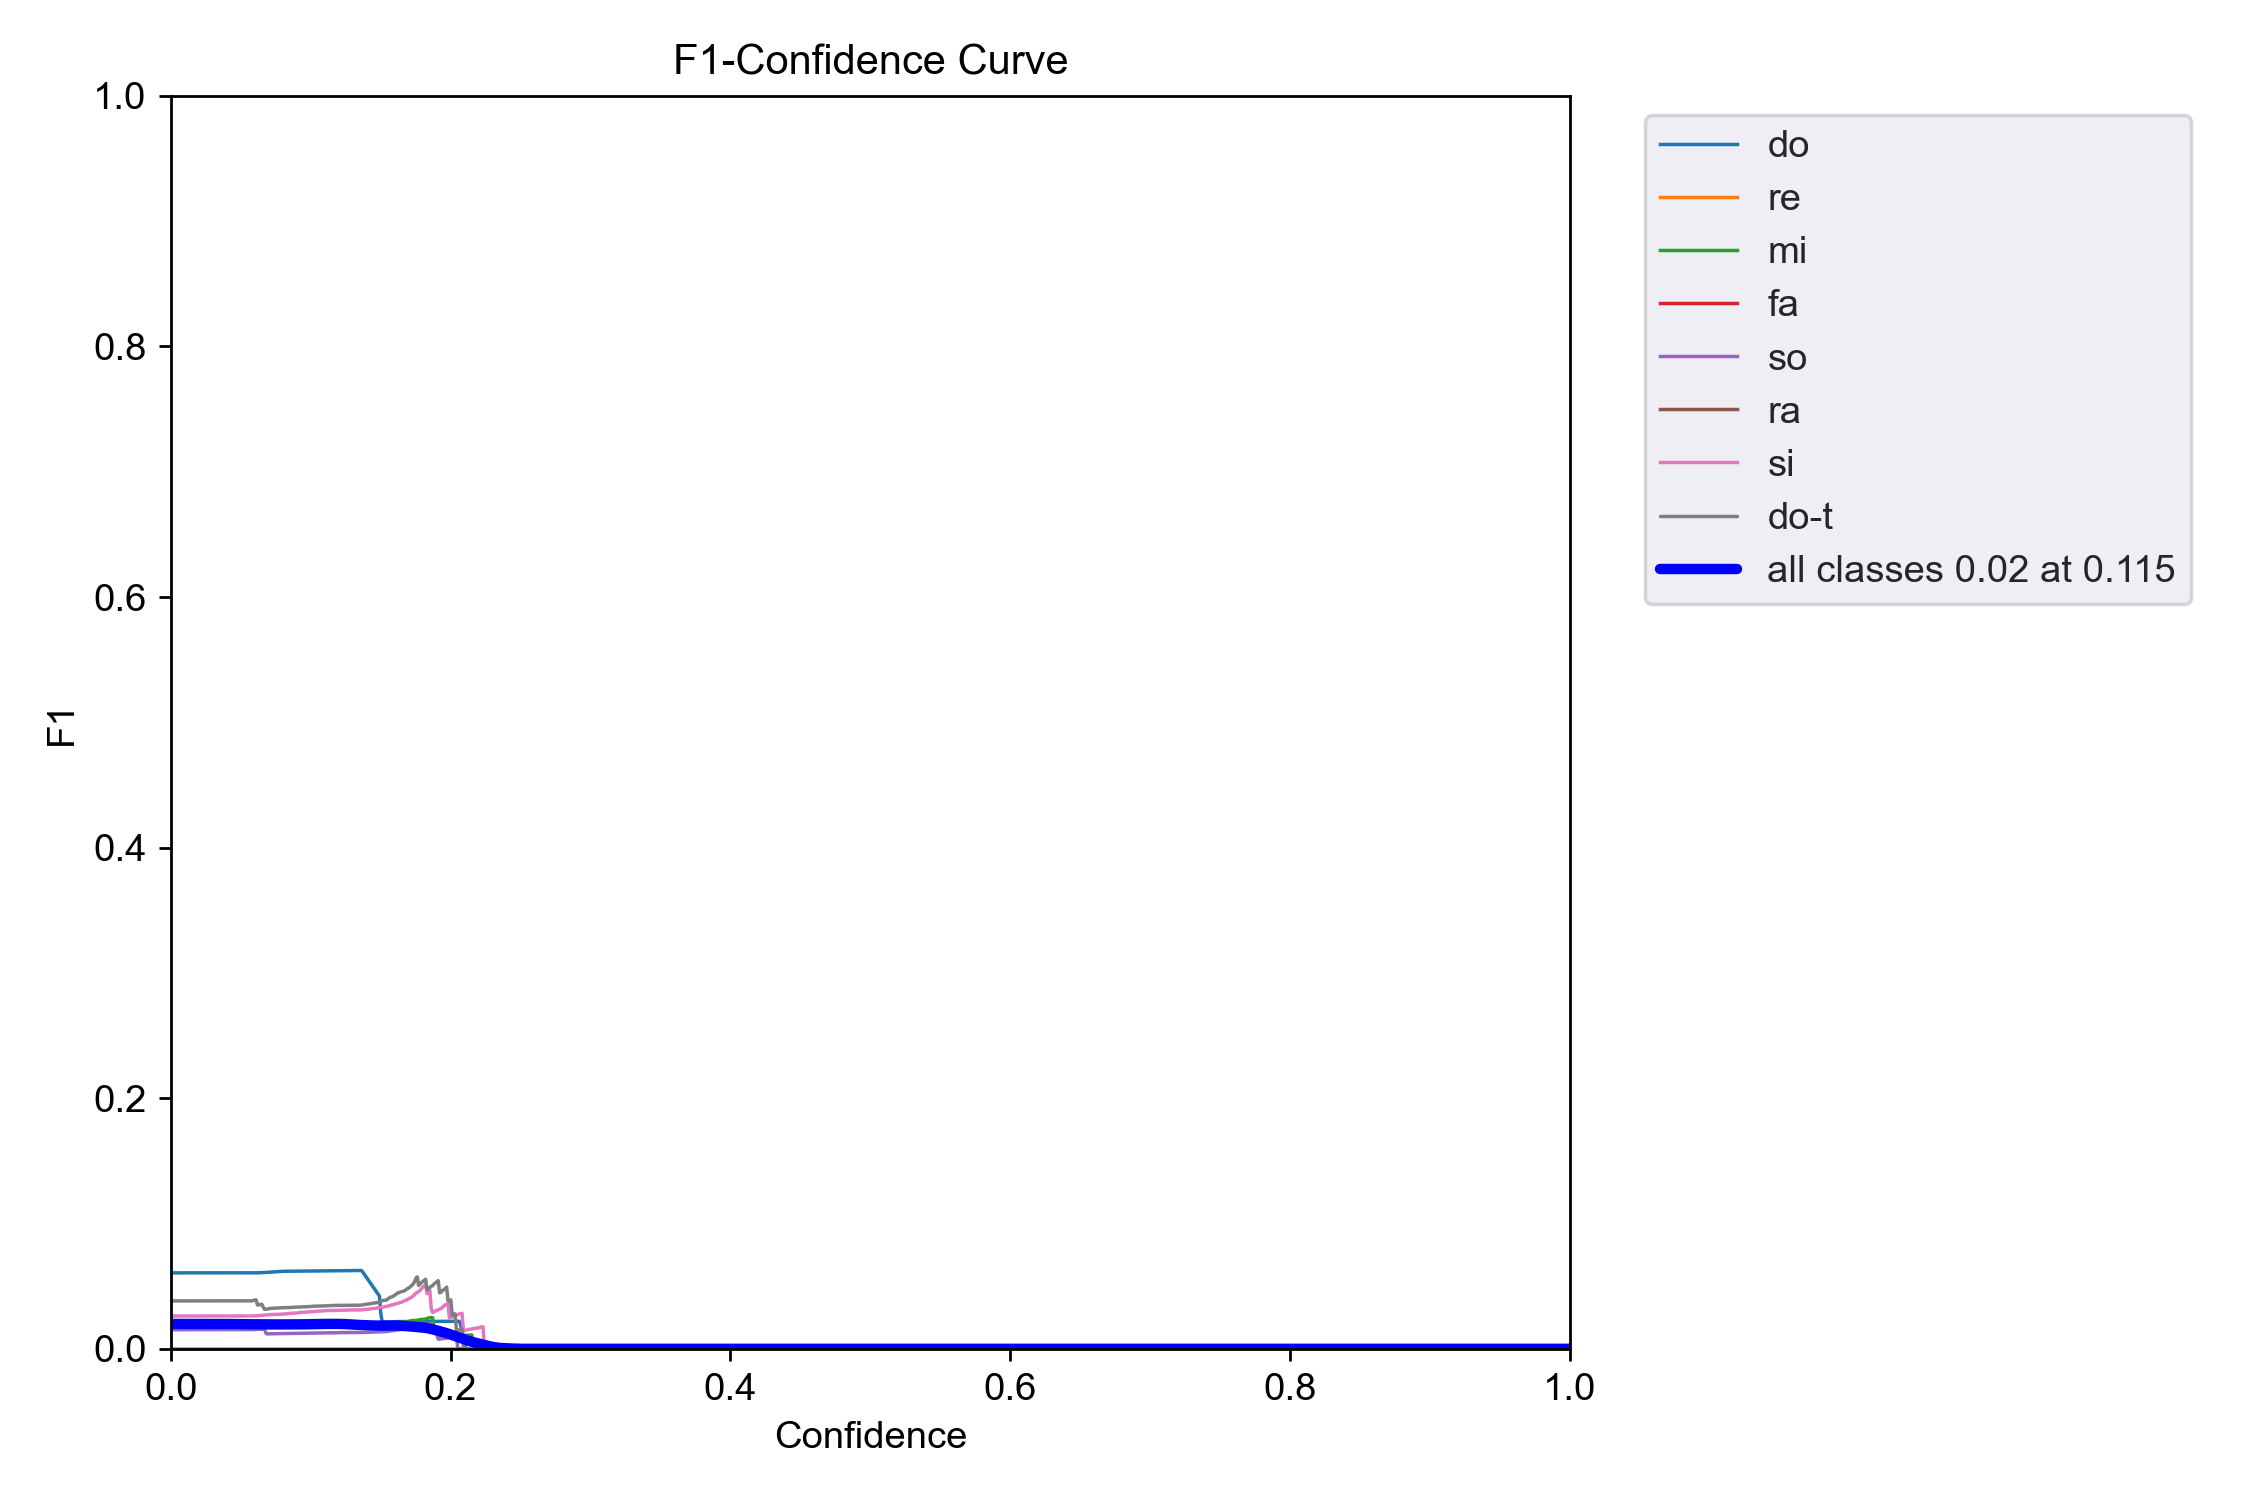 F1-Confidence Curve
1.0
0.8
0.6
0.4
0.2
0.0
F1
0.0 0.2 0.4 0.6 0.8 1.0
Confidence
do
re
mi
fa
so
ra
si
do-t
all classes 0.02 at 0.115